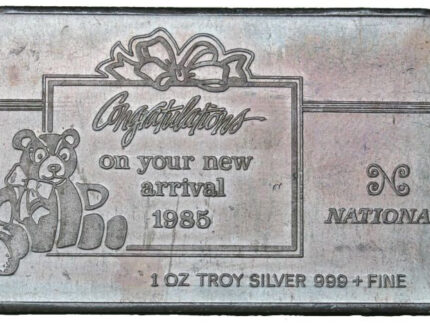 Congratulations
on your new
arrival
1985
NATIONA
1 OZ TROY SILVER 999 + FINE